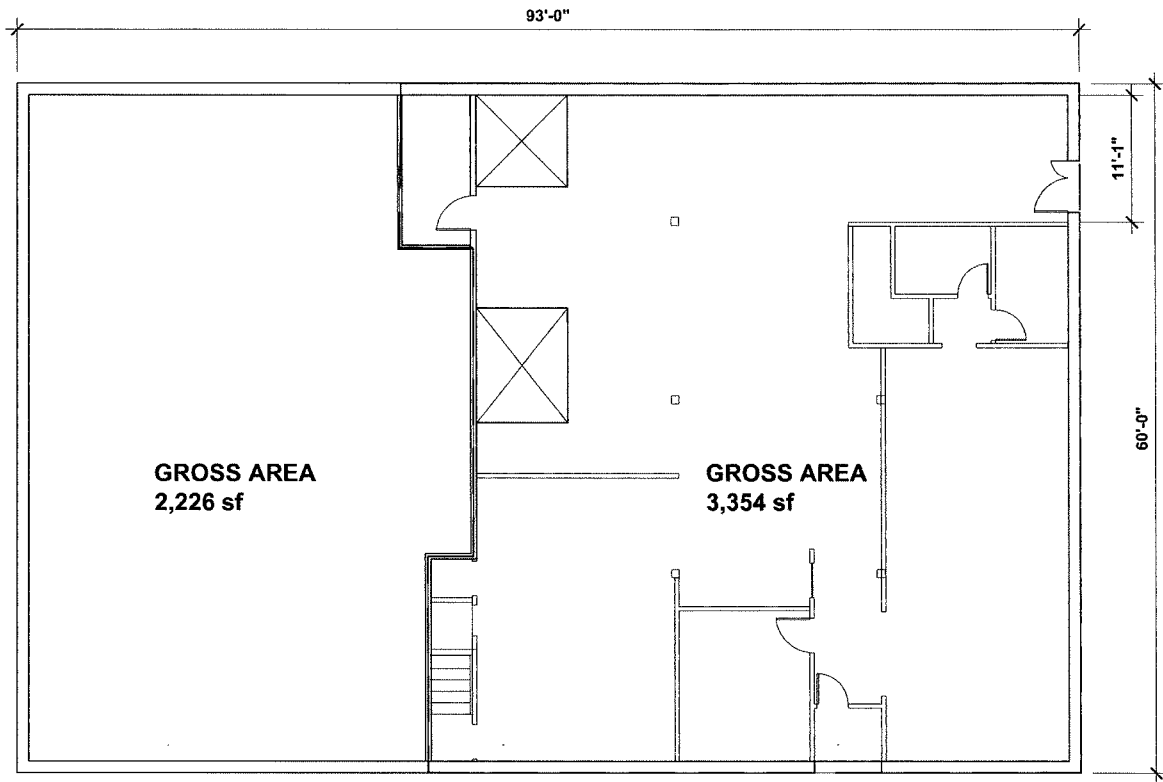 93'-0"
11'-1"
60'-0"
GROSS AREA
2,226 sf
GROSS AREA
3,354 sf